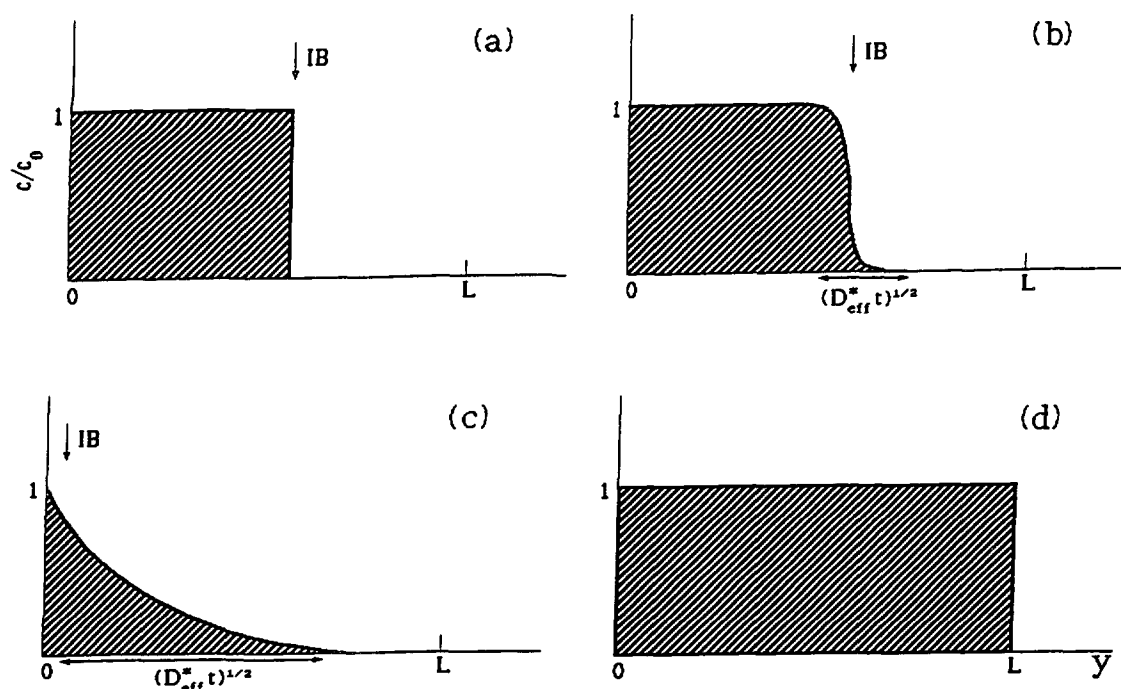 (a)
IB
1
c/c₀
0
L
(b)
IB
1
0
L
(D*eff t)^1/2
(c)
IB
1
0
L
(D*eff t)^1/2
(d)
1
0
L
y